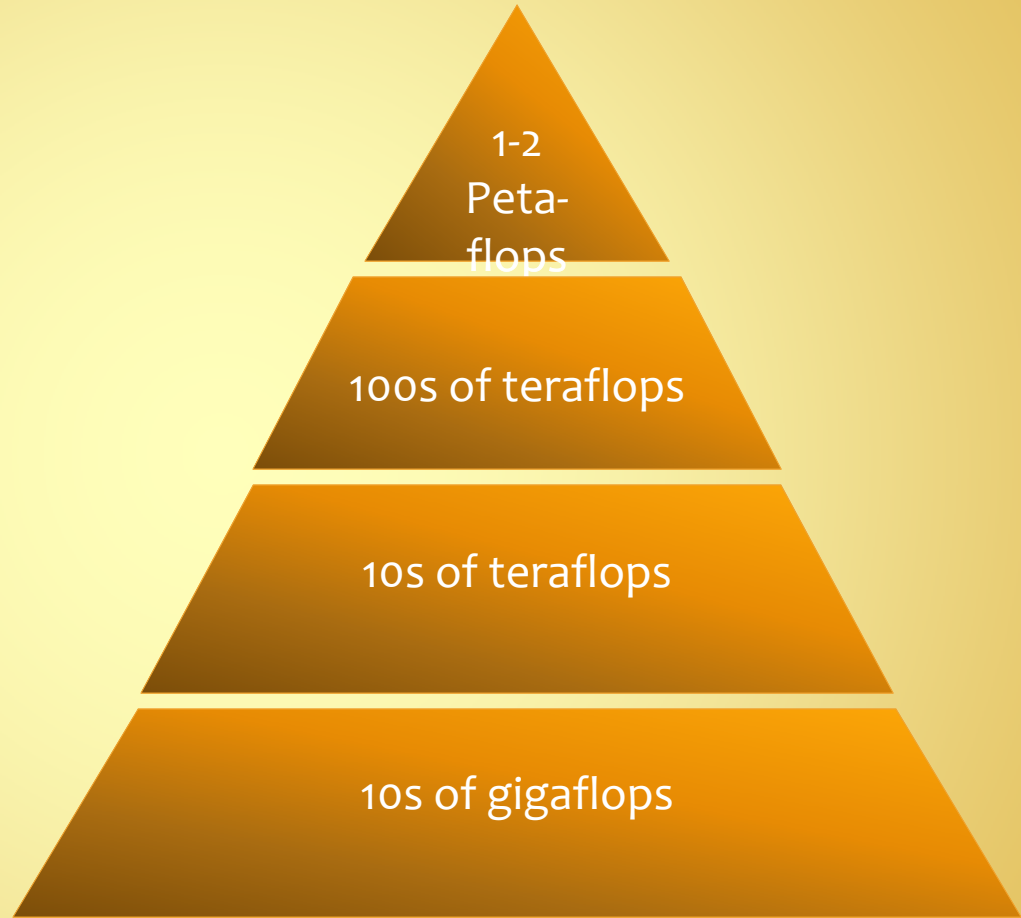 1-2
Peta-
flops
100s of teraflops
10s of teraflops
10s of gigaflops